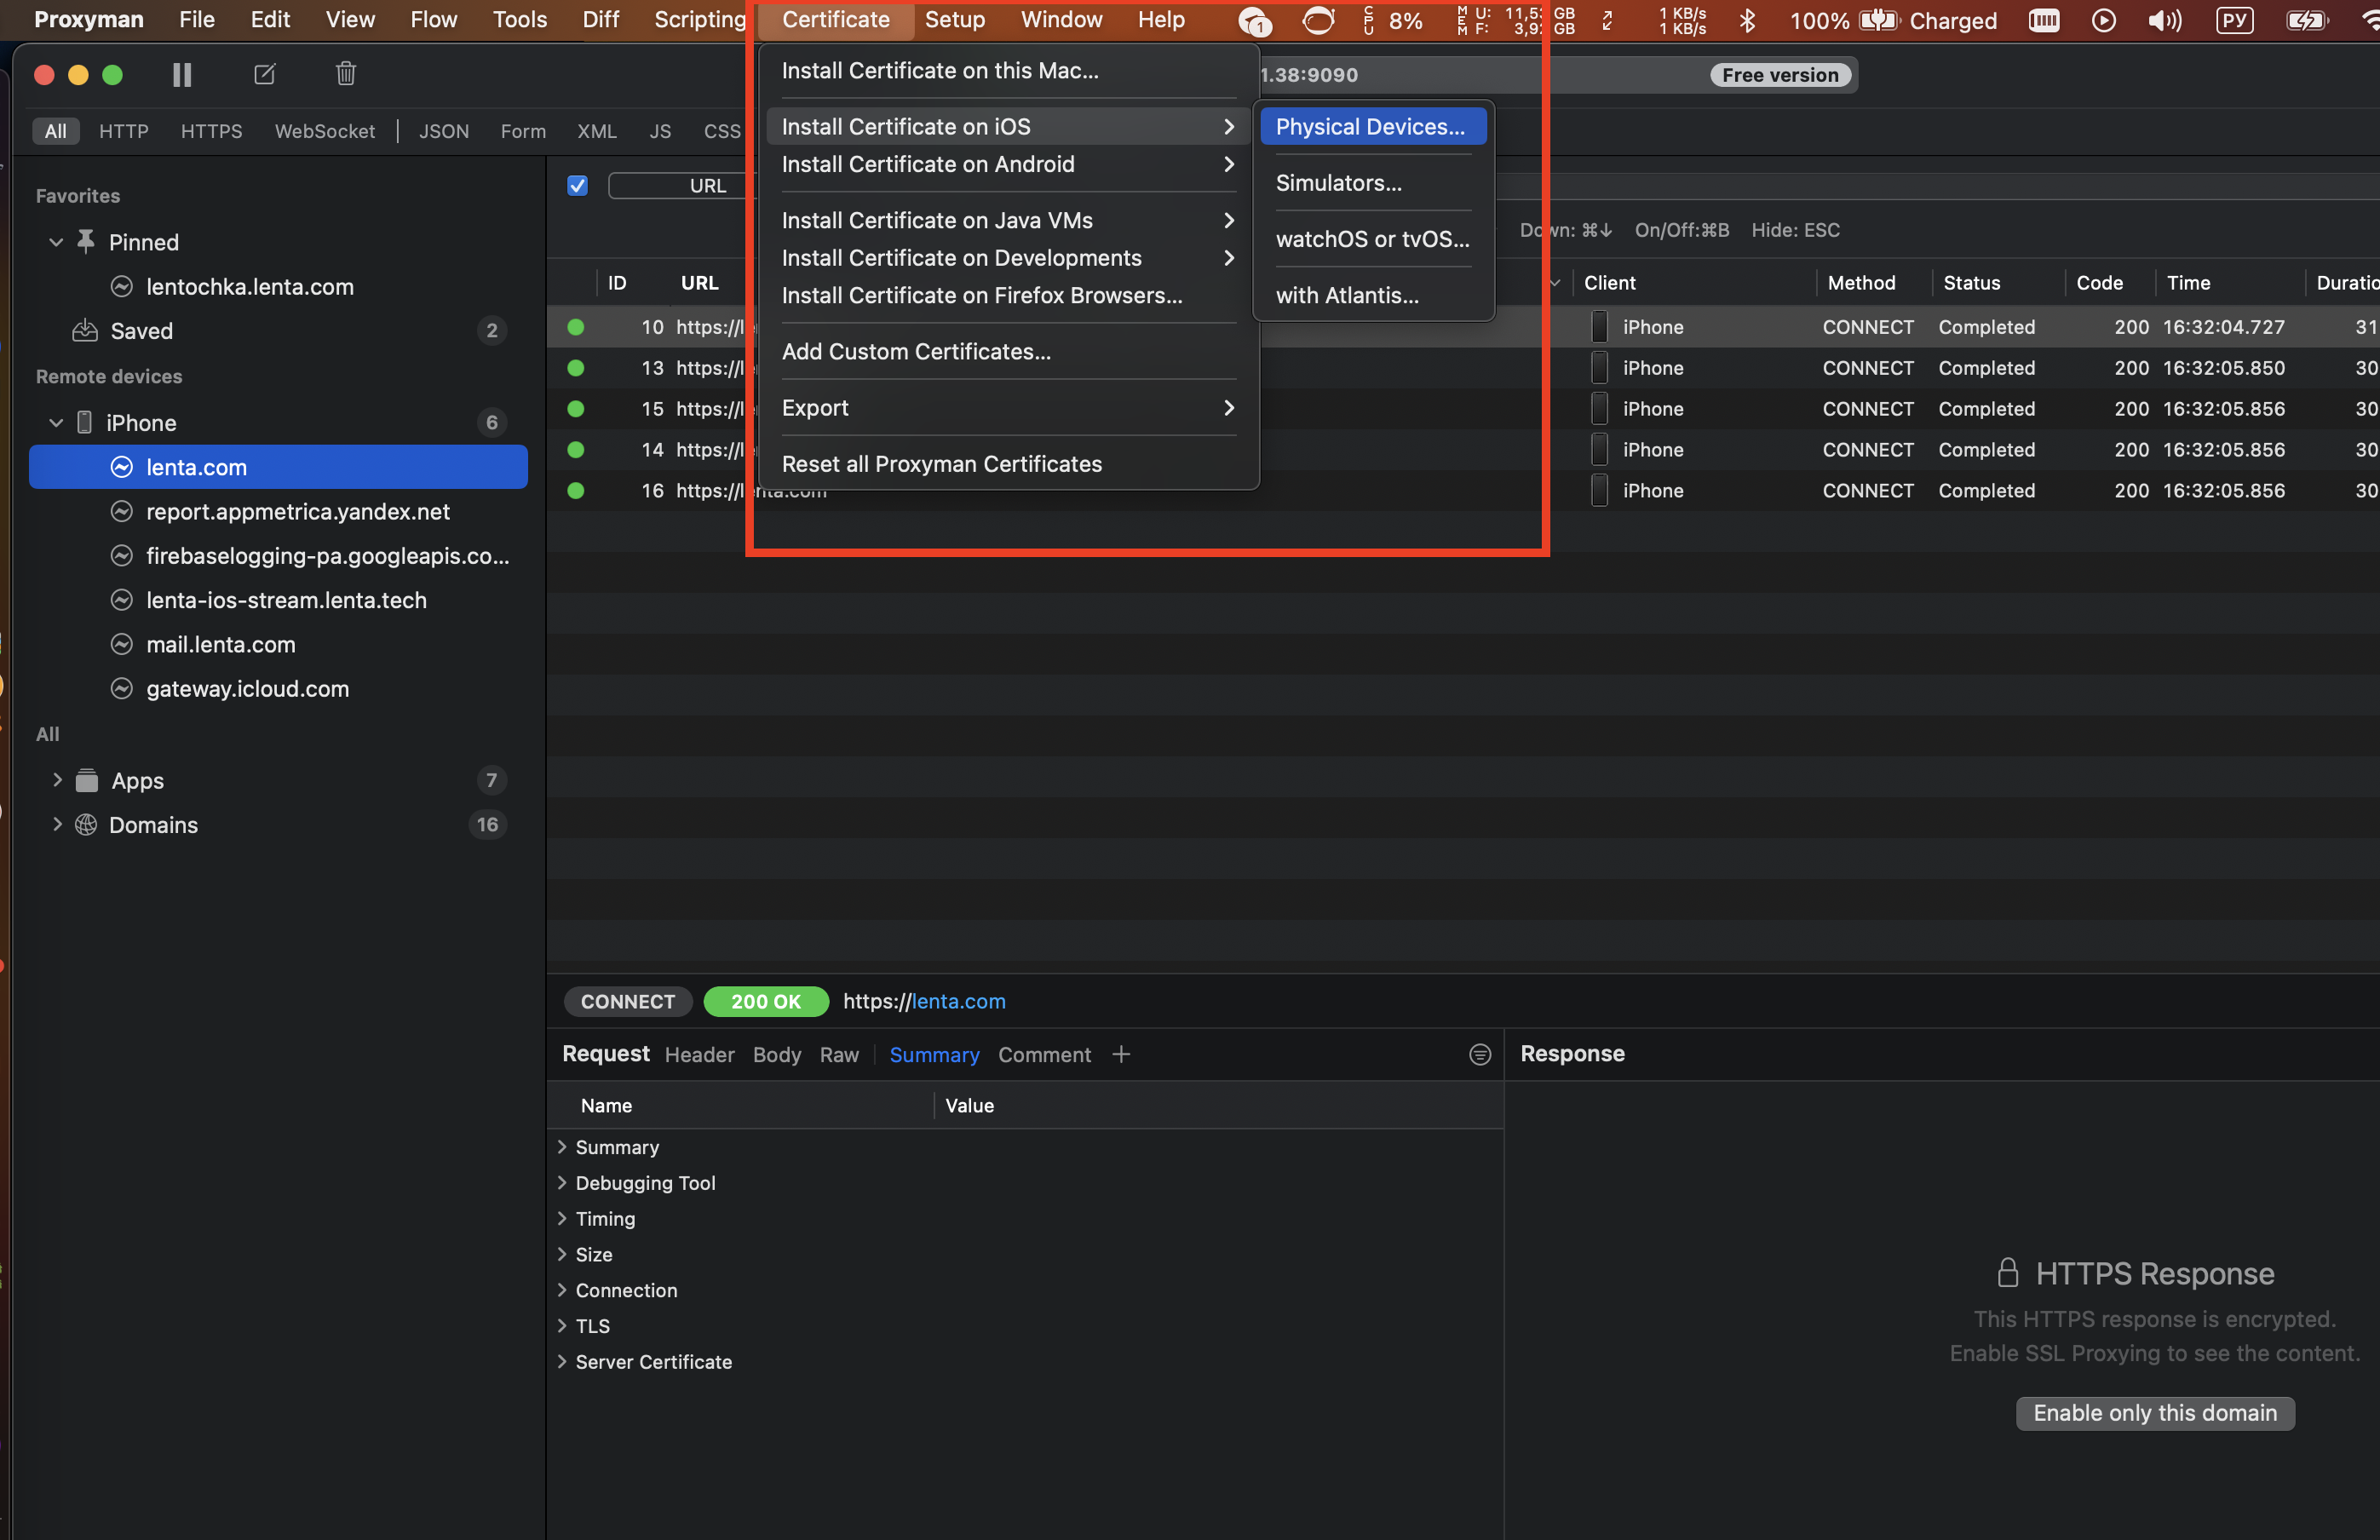 Proxyman File Edit View Flow Tools Diff Scripting Certificate Setup Window Help 1 CPU 8% MEM U: 11,53 GB F: 3,92 GB 1 KB/s 1 KB/s 100% Charged РУ
Install Certificate on this Mac...
1.38:9090 Free version
All HTTP HTTPS WebSocket JSON Form XML JS CSS
Install Certificate on iOS
Physical Devices...
Install Certificate on Android
Simulators...
Install Certificate on Java VMs
watchOS or tvOS...
Install Certificate on Developments
Install Certificate on Firefox Browsers...
with Atlantis...
Add Custom Certificates...
Export
Reset all Proxyman Certificates
Favorites
Pinned
lentochka.lenta.com
Saved 2
Remote devices
iPhone 6
lenta.com
report.appmetrica.yandex.net
firebaselogging-pa.googleapis.co...
lenta-ios-stream.lenta.tech
mail.lenta.com
gateway.icloud.com
All
Apps 7
Domains 16
URL
Down: ⌘↓ On/Off:⌘B Hide: ESC
ID URL Client Method Status Code Time Duratio
10 https://l iPhone CONNECT Completed 200 16:32:04.727 31
13 https://l iPhone CONNECT Completed 200 16:32:05.850 30
15 https://l iPhone CONNECT Completed 200 16:32:05.856 30
14 https://l iPhone CONNECT Completed 200 16:32:05.856 30
16 https://lenta.com iPhone CONNECT Completed 200 16:32:05.856 30
CONNECT 200 OK https://lenta.com
Request Header Body Raw Summary Comment +
Response
Name Value
Summary
Debugging Tool
Timing
Size
Connection
TLS
Server Certificate
HTTPS Response
This HTTPS response is encrypted.
Enable SSL Proxying to see the content.
Enable only this domain